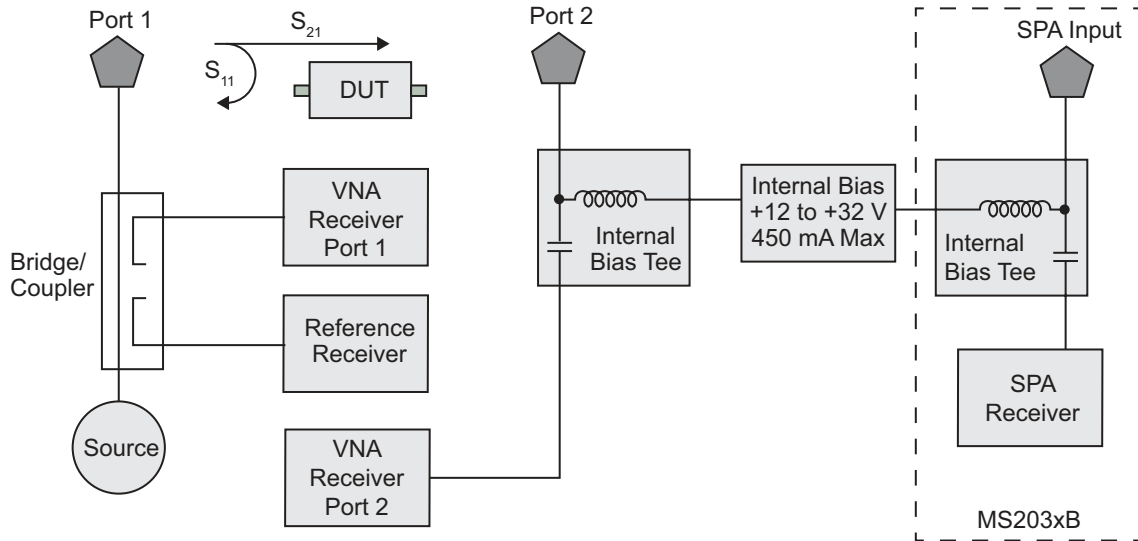 Port 1
S21
S11
DUT
Port 2
SPA Input
VNA
Receiver
Port 1
Internal Bias
+12 to +32 V
450 mA Max
Internal
Bias Tee
Internal
Bias Tee
Bridge/
Coupler
Reference
Receiver
SPA
Receiver
Source
VNA
Receiver
Port 2
MS203xB